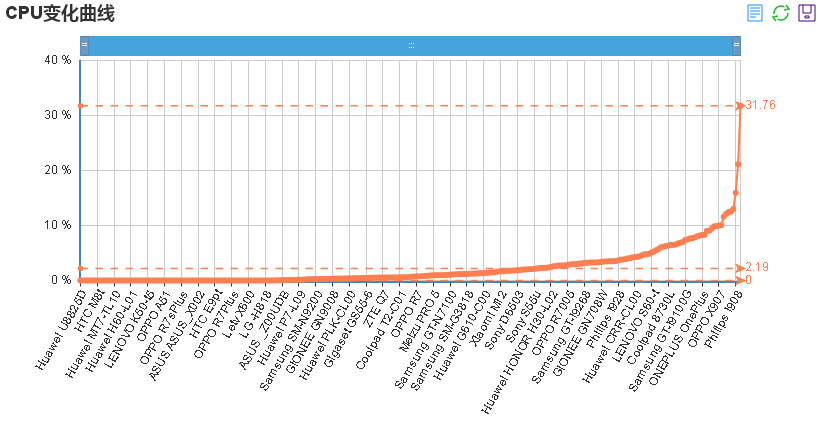 CPU变化曲线
40 %
30 %
20 %
10 %
0 %
31.76
2.19
0
Huawei U8825D
HTC M8t
Huawei MT7-TL10
Huawei H60-L01
LENOVO K50-t5
OPPO A51
OPPO R7sPlus
ASUS ASUS_X002
HTC E9pt
OPPO R7Plus
Letv X600
LG -H818
ASUS _Z00UDB
Huawei P7-L09
Samsung SM-N9200
GIONEE GN9008
Huawei PLK-CL00
Gigaset GS55-6
ZTE Q7
Coolpad T2-C01
OPPO R7
Meizu PRO 5
Samsung GT-N7100
Samsung SM-G3818
Huawei G610-C00
Xiaomi MI 2
Sony D6503
Sony S55u
Huawei HONOR H30-L02
OPPO R7005
Samsung GT-I9268
GIONEE GN708W
Philips I928
Huawei CRR-CL00
LENOVO S60-t
Coolpad 8730L
Samsung GT-I9100G
ONEPLUS OnePlus
OPPO X907
Philips I908